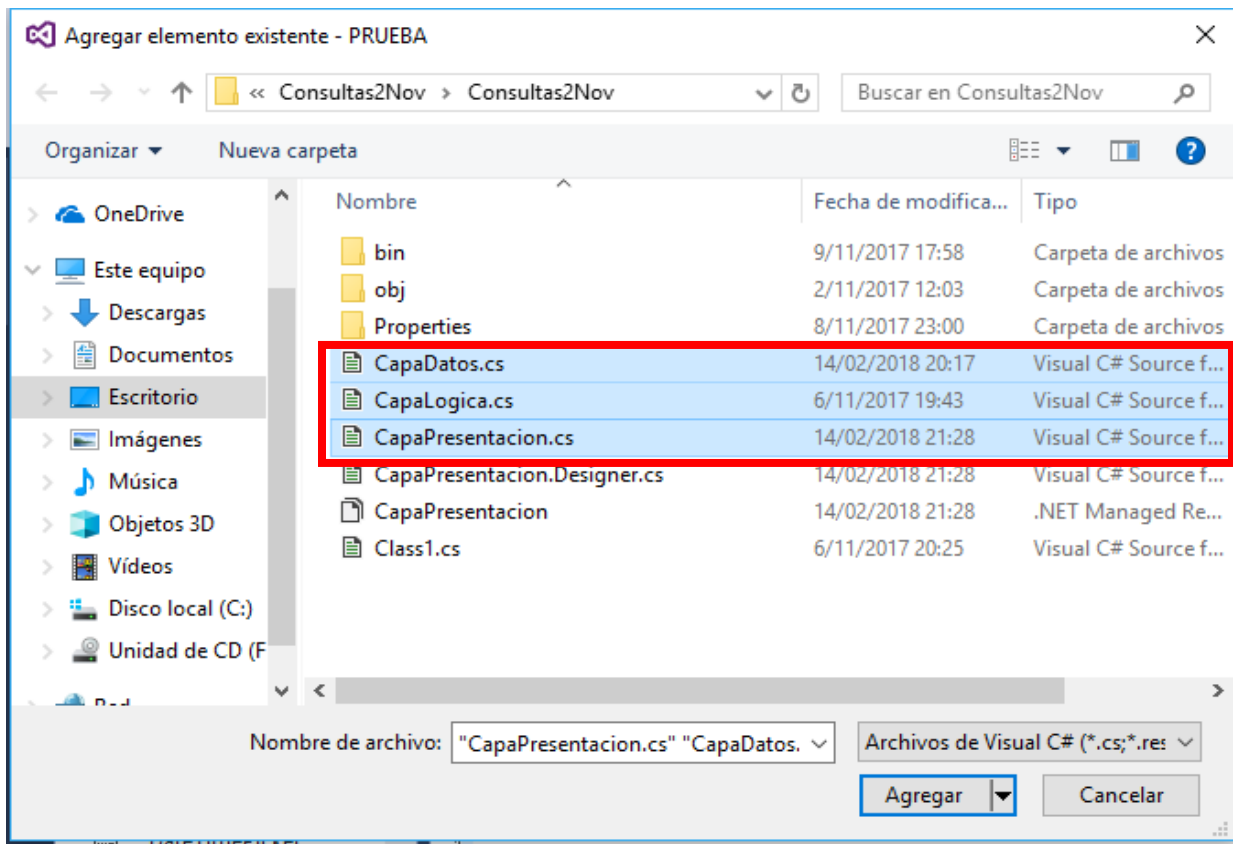 Agregar elemento existente - PRUEBA
« Consultas2Nov > Consultas2Nov
Buscar en Consultas2Nov
Organizar
Nueva carpeta
OneDrive
Este equipo
Descargas
Documentos
Escritorio
Imágenes
Música
Objetos 3D
Vídeos
Disco local (C:)
Unidad de CD (F
Nombre Fecha de modifica... Tipo
bin 9/11/2017 17:58 Carpeta de archivos
obj 2/11/2017 12:03 Carpeta de archivos
Properties 8/11/2017 23:00 Carpeta de archivos
CapaDatos.cs 14/02/2018 20:17 Visual C# Source f...
CapaLogica.cs 6/11/2017 19:43 Visual C# Source f...
CapaPresentacion.cs 14/02/2018 21:28 Visual C# Source f...
CapaPresentacion.Designer.cs 14/02/2018 21:28 Visual C# Source f...
CapaPresentacion 14/02/2018 21:28 .NET Managed Re...
Class1.cs 6/11/2017 20:25 Visual C# Source f...
Nombre de archivo: "CapaPresentacion.cs" "CapaDatos.
Archivos de Visual C# (*.cs;*.res
Agregar
Cancelar